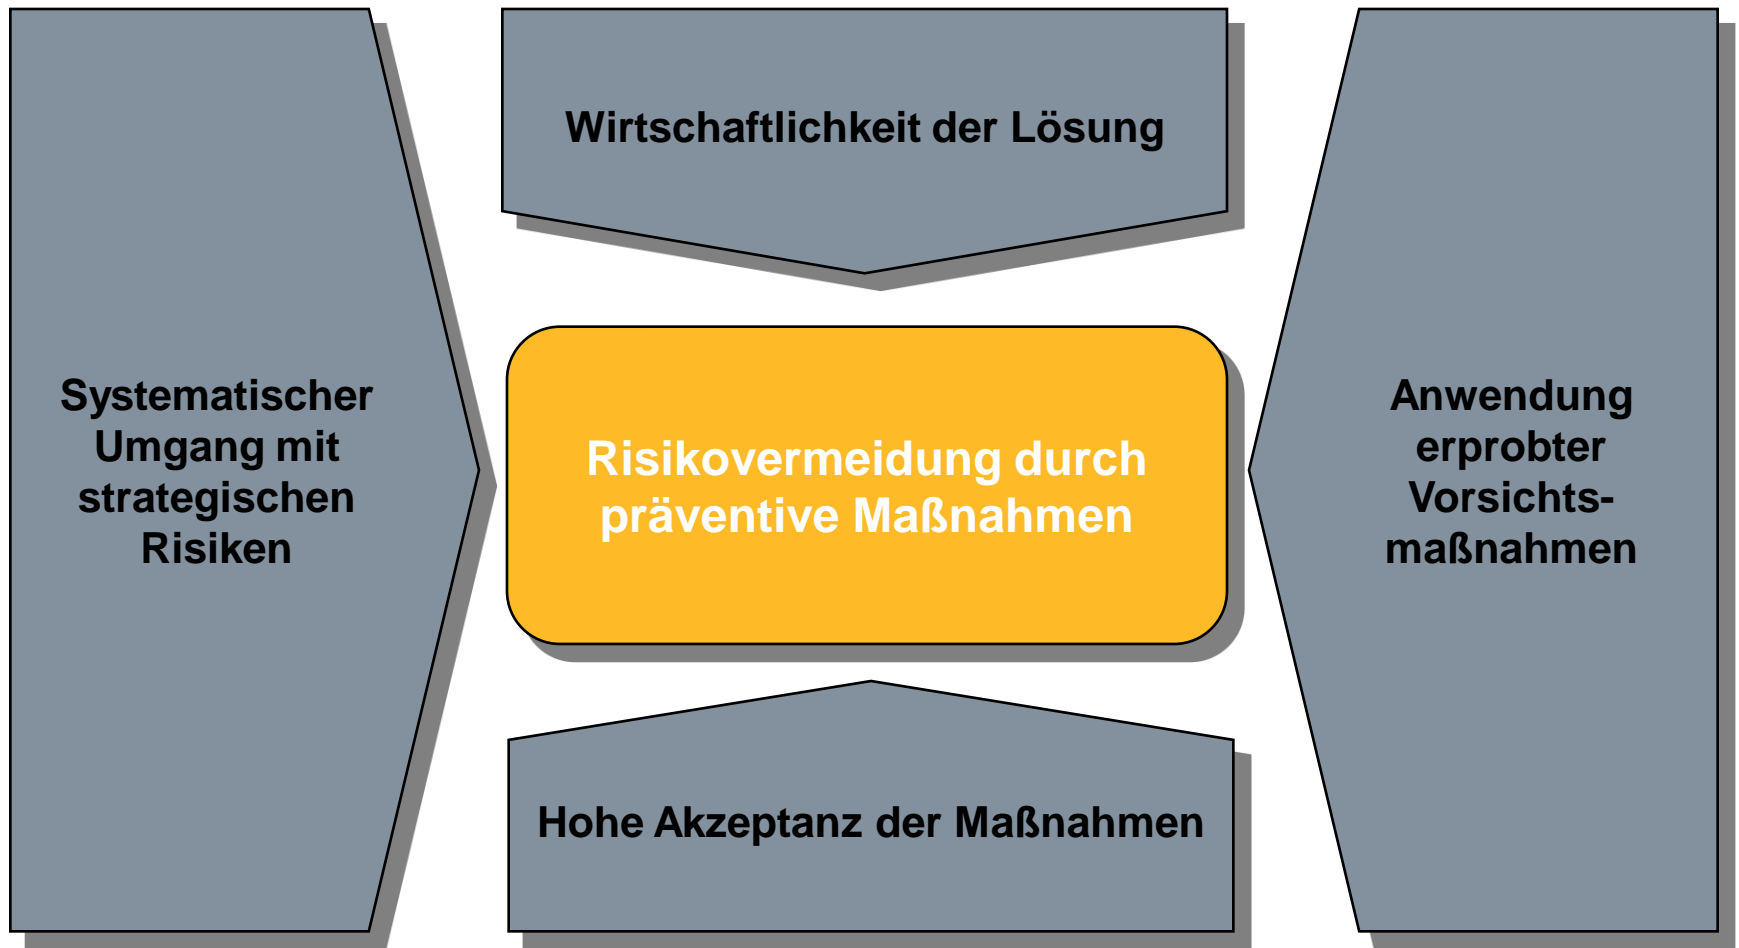 Wirtschaftlichkeit der Lösung
Systematischer
Umgang mit
strategischen
Risiken
Risikovermeidung durch
präventive Maßnahmen
Anwendung
erprobter
Vorsichts-
maßnahmen
Hohe Akzeptanz der Maßnahmen